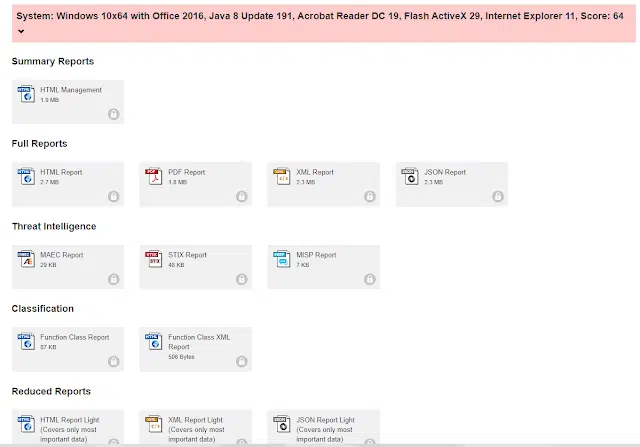 System: Windows 10x64 with Office 2016, Java 8 Update 191, Acrobat Reader DC 19, Flash ActiveX 29, Internet Explorer 11, Score: 64
Summary Reports
HTML Management
1.9 MB
Full Reports
HTML Report
2.7 MB
PDF Report
1.8 MB
XML Report
2.3 MB
JSON Report
2.3 MB
Threat Intelligence
MAEC Report
29 KB
STIX Report
46 KB
MISP Report
7 KB
Classification
Function Class Report
87 KB
Function Class XML
Report
506 Bytes
Reduced Reports
HTML Report Light
(Covers only most
important data)
XML Report Light
(Covers only most
important data)
JSON Report Light
(Covers only most
important data)